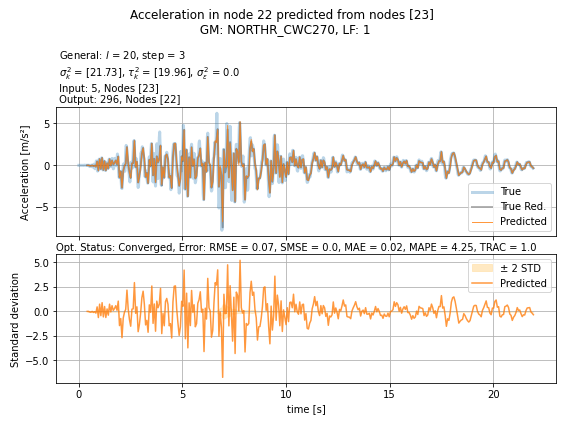 Acceleration in node 22 predicted from nodes [23]
GM: NORTHR_CWC270, LF: 1
General: l = 20, step = 3
σ²ₖ = [21.73], τ²ₖ = [19.96], σ²ε = 0.0
Input: 5, Nodes [23]
Output: 296, Nodes [22]
Acceleration [m/s²]
5
0
−5
True
True Red.
Predicted
Opt. Status: Converged, Error: RMSE = 0.07, SMSE = 0.0, MAE = 0.02, MAPE = 4.25, TRAC = 1.0
Standard deviation
5.0
2.5
0.0
−2.5
−5.0
± 2 STD
Predicted
0 5 10 15 20
time [s]